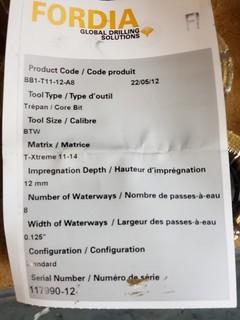 FORDIA
GLOBAL DRILLING
SOLUTIONS
FI
Product Code / Code produit
BB1-T11-12-A8 22/05/12
Tool Type / Type d'outil
Trépan / Core Bit
Tool Size / Calibre
BTW
Matrix / Matrice
T-Xtreme 11-14
Impregnation Depth / Hauteur d'imprégnation
12 mm
Number of Waterways / Nombre de passes-à-eau
8
Width of Waterways / Largeur des passes-à-eau
0.125"
Configuration / Configuration
Serial Number / Numéro de série
117990-12